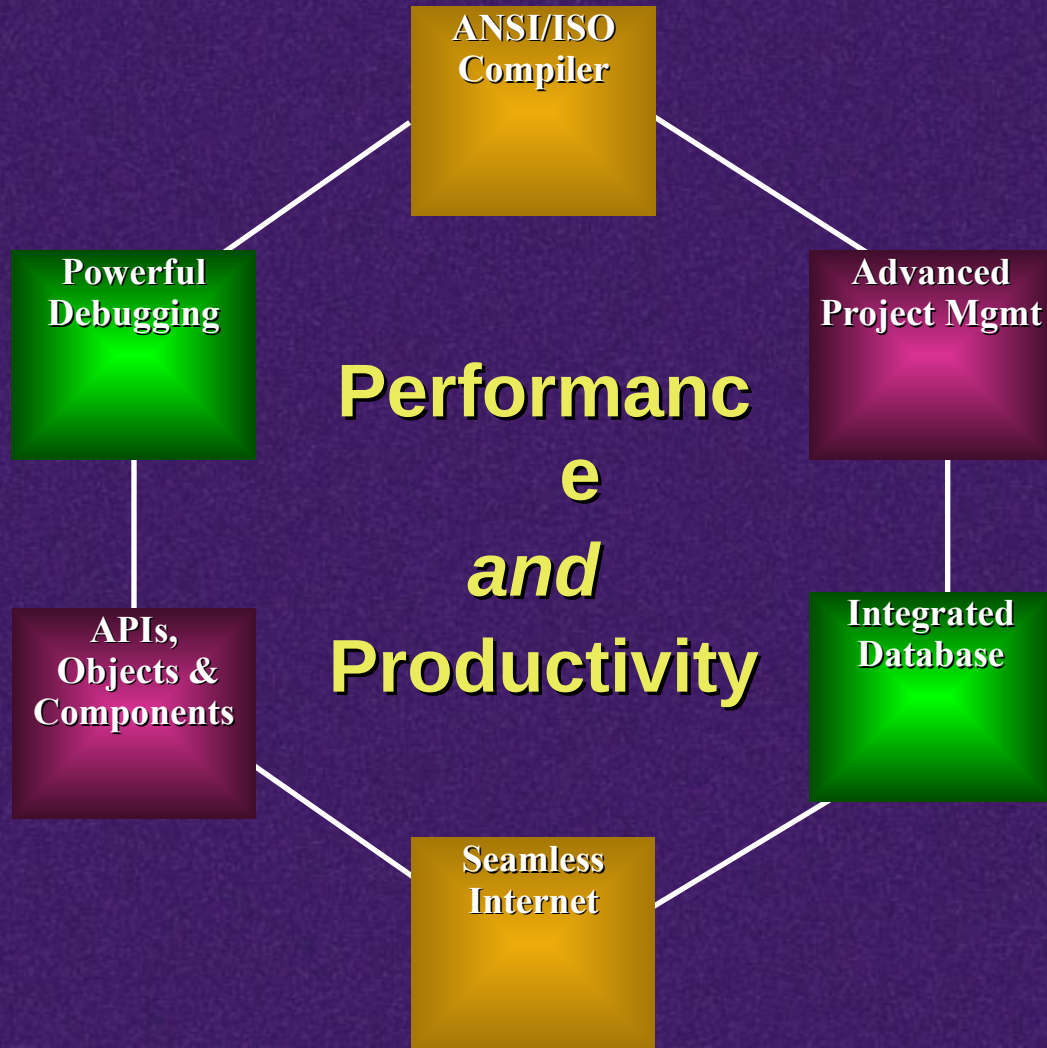 ANSI/ISO
Compiler
Powerful
Debugging
Advanced
Project Mgmt
Performanc
e
and
Productivity
APIs,
Objects &
Components
Integrated
Database
Seamless
Internet